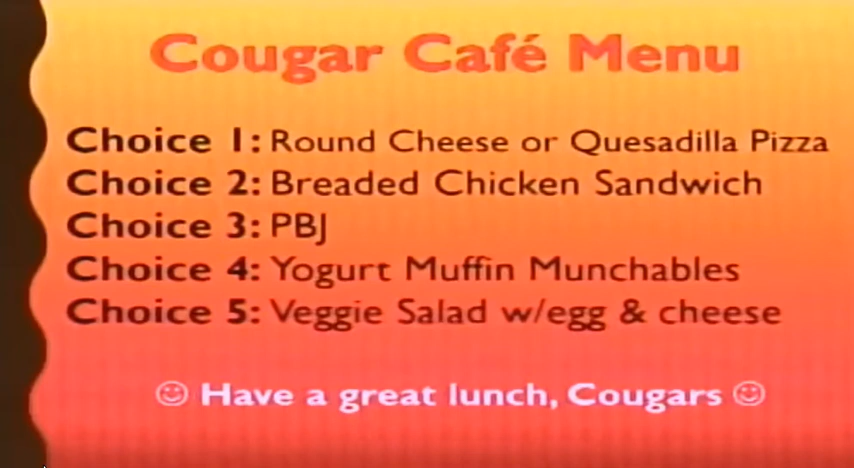 Cougar Café Menu
Choice 1: Round Cheese or Quesadilla Pizza
Choice 2: Breaded Chicken Sandwich
Choice 3: PBJ
Choice 4: Yogurt Muffin Munchables
Choice 5: Veggie Salad w/egg & cheese
☺ Have a great lunch, Cougars ☺